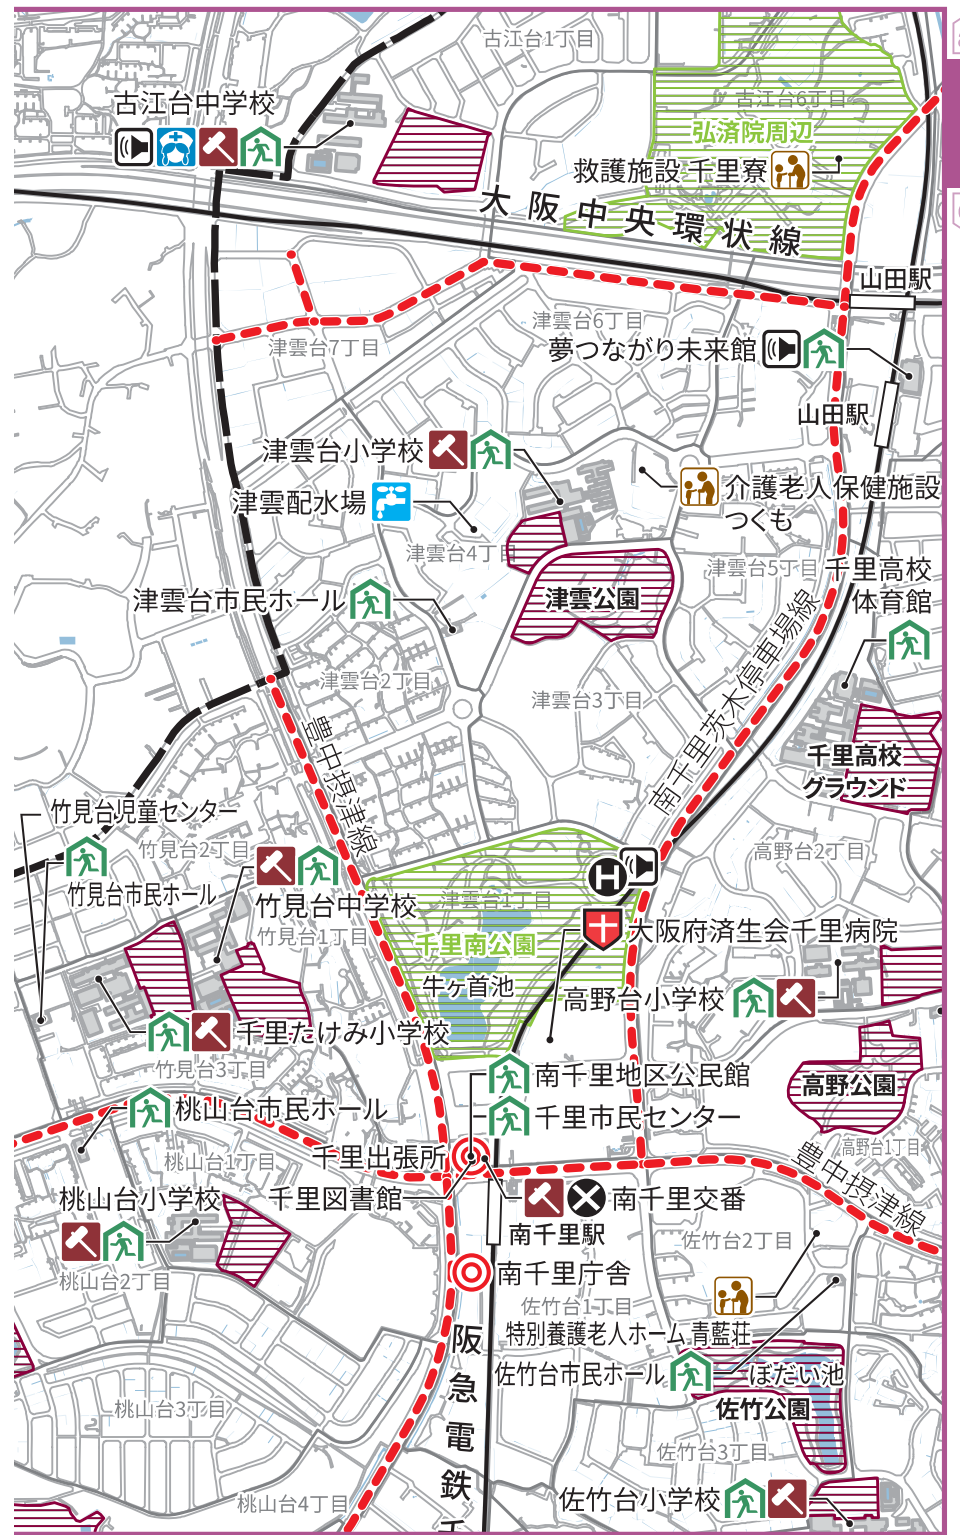 古江台1丁目
古江台中学校
古江台6丁目
弘済院周辺
救護施設 千里寮
大阪中央環状線
山田駅
津雲台6丁目
津雲台7丁目
夢つながり未来館
山田駅
津雲台小学校
介護老人保健施設
つくも
津雲配水場
津雲台4丁目
津雲台5丁目
千里高校
体育館
津雲公園
津雲台市民ホール
津雲台2丁目
津雲台3丁目
南千里茨木停車場線
豊中摂津線
千里高校
グラウンド
竹見台児童センター
竹見台2丁目
高野台2丁目
竹見台市民ホール
竹見台中学校
津雲台1丁目
竹見台1丁目
千里南公園
大阪府済生会千里病院
牛ヶ首池
高野台小学校
千里たけみ小学校
竹見台3丁目
南千里地区公民館
高野公園
桃山台市民ホール
千里市民センター
高野台1丁目
千里出張所
桃山台1丁目
豊中摂津線
桃山台小学校
千里図書館
南千里交番
南千里駅
佐竹台2丁目
桃山台2丁目
南千里庁舎
佐竹台1丁目
特別養護老人ホーム 青藍荘
阪急電鉄千
佐竹台市民ホール
ぼだい池
佐竹公園
桃山台3丁目
佐竹台3丁目
桃山台4丁目
佐竹台小学校